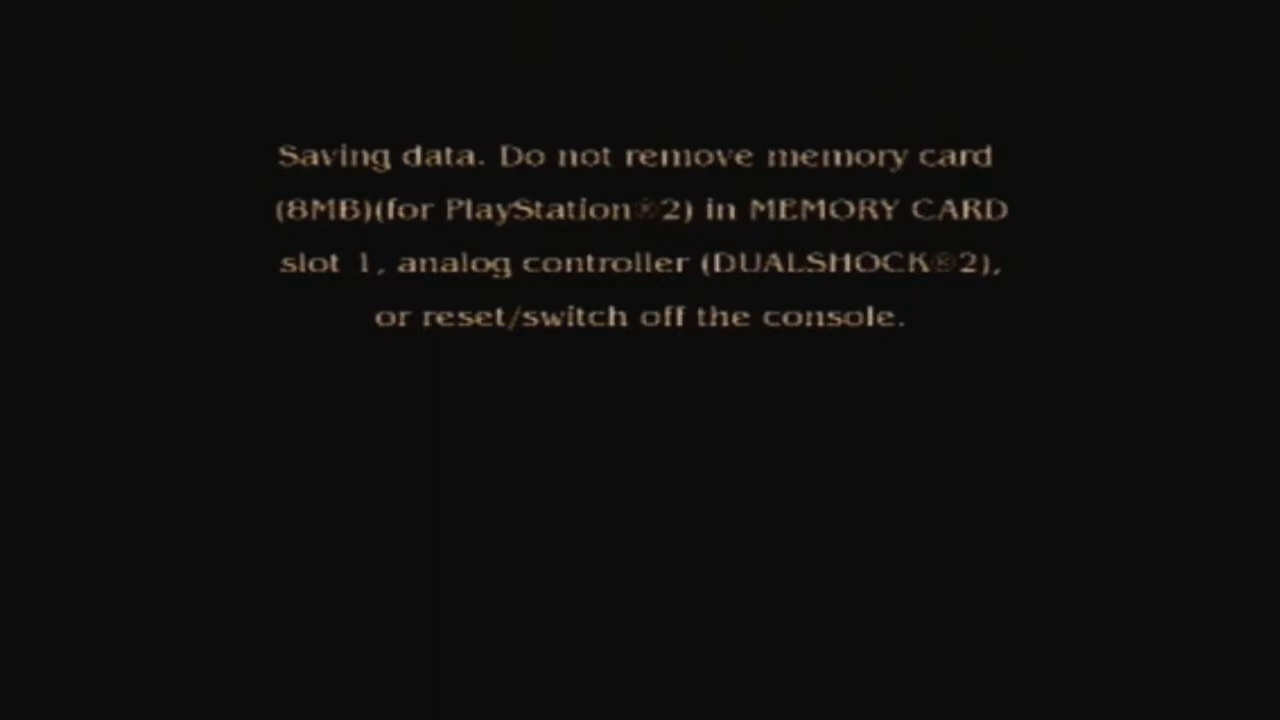 Saving data. Do not remove memory card
(8MB)(for PlayStation®2) in MEMORY CARD
slot 1, analog controller (DUALSHOCK®2),
or reset/switch off the console.